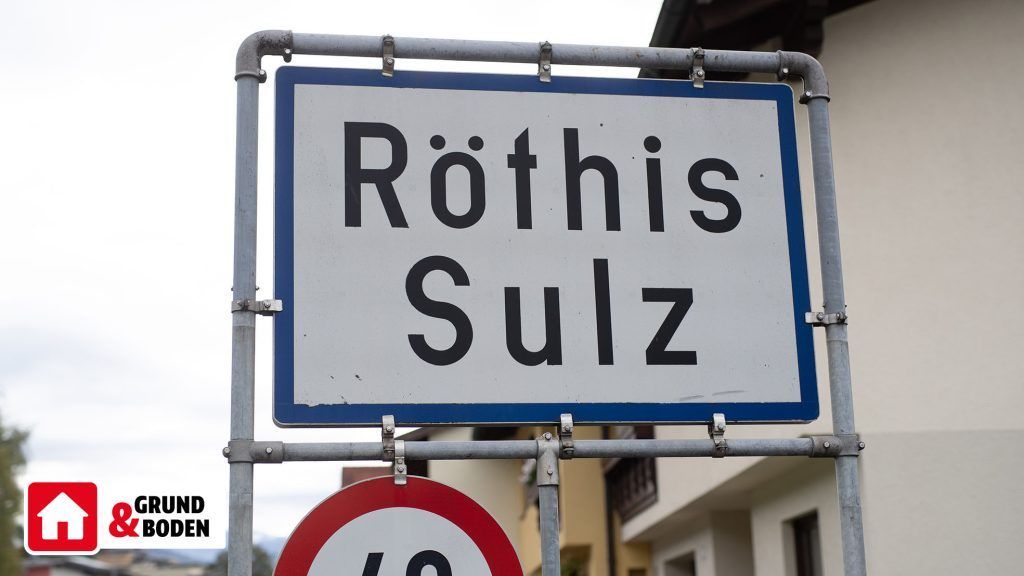 Röthis
Sulz
& GRUND
BODEN